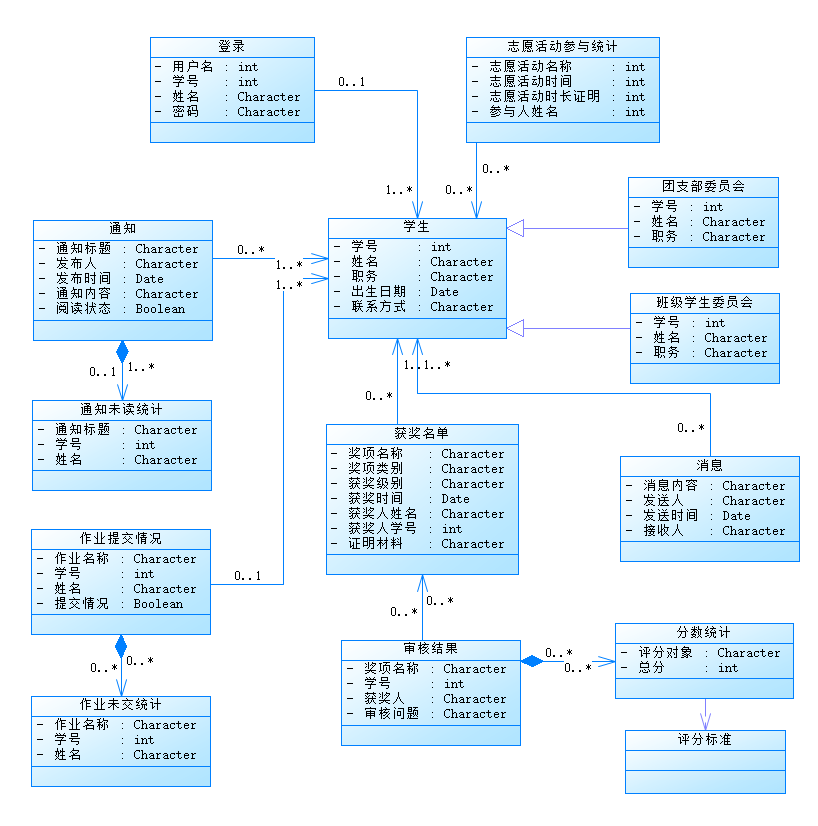 登录
- 用户名 : int
- 学号 : int
- 姓名 : Character
- 密码 : Character
0..1
1..*
志愿活动参与统计
- 志愿活动名称 : int
- 志愿活动时间 : int
- 志愿活动时长证明 : int
- 参与人姓名 : int
0..*
0..*
团支部委员会
- 学号 : int
- 姓名 : Character
- 职务 : Character
通知
- 通知标题 : Character
- 发布人 : Character
- 发布时间 : Date
- 通知内容 : Character
- 阅读状态 : Boolean
0..*
1..*
1..*
学生
- 学号 : int
- 姓名 : Character
- 职务 : Character
- 出生日期 : Date
- 联系方式 : Character
班级学生委员会
- 学号 : int
- 姓名 : Character
- 职务 : Character
0..1
1..*
通知未读统计
- 通知标题 : Character
- 学号 : int
- 姓名 : Character
1..1..*
0..*
0..*
获奖名单
- 奖项名称 : Character
- 奖项类别 : Character
- 获奖级别 : Character
- 获奖时间 : Date
- 获奖人姓名 : Character
- 获奖人学号 : int
- 证明材料 : Character
消息
- 消息内容 : Character
- 发送人 : Character
- 发送时间 : Date
- 接收人 : Character
作业提交情况
- 作业名称 : Character
- 学号 : int
- 姓名 : Character
- 提交情况 : Boolean
0..1
0..*
0..*
0..*
0..*
作业未交统计
- 作业名称 : Character
- 学号 : int
- 姓名 : Character
审核结果
- 奖项名称 : Character
- 学号 : int
- 获奖人 : Character
- 审核问题 : Character
0..*
0..*
分数统计
- 评分对象 : Character
- 总分 : int
评分标准